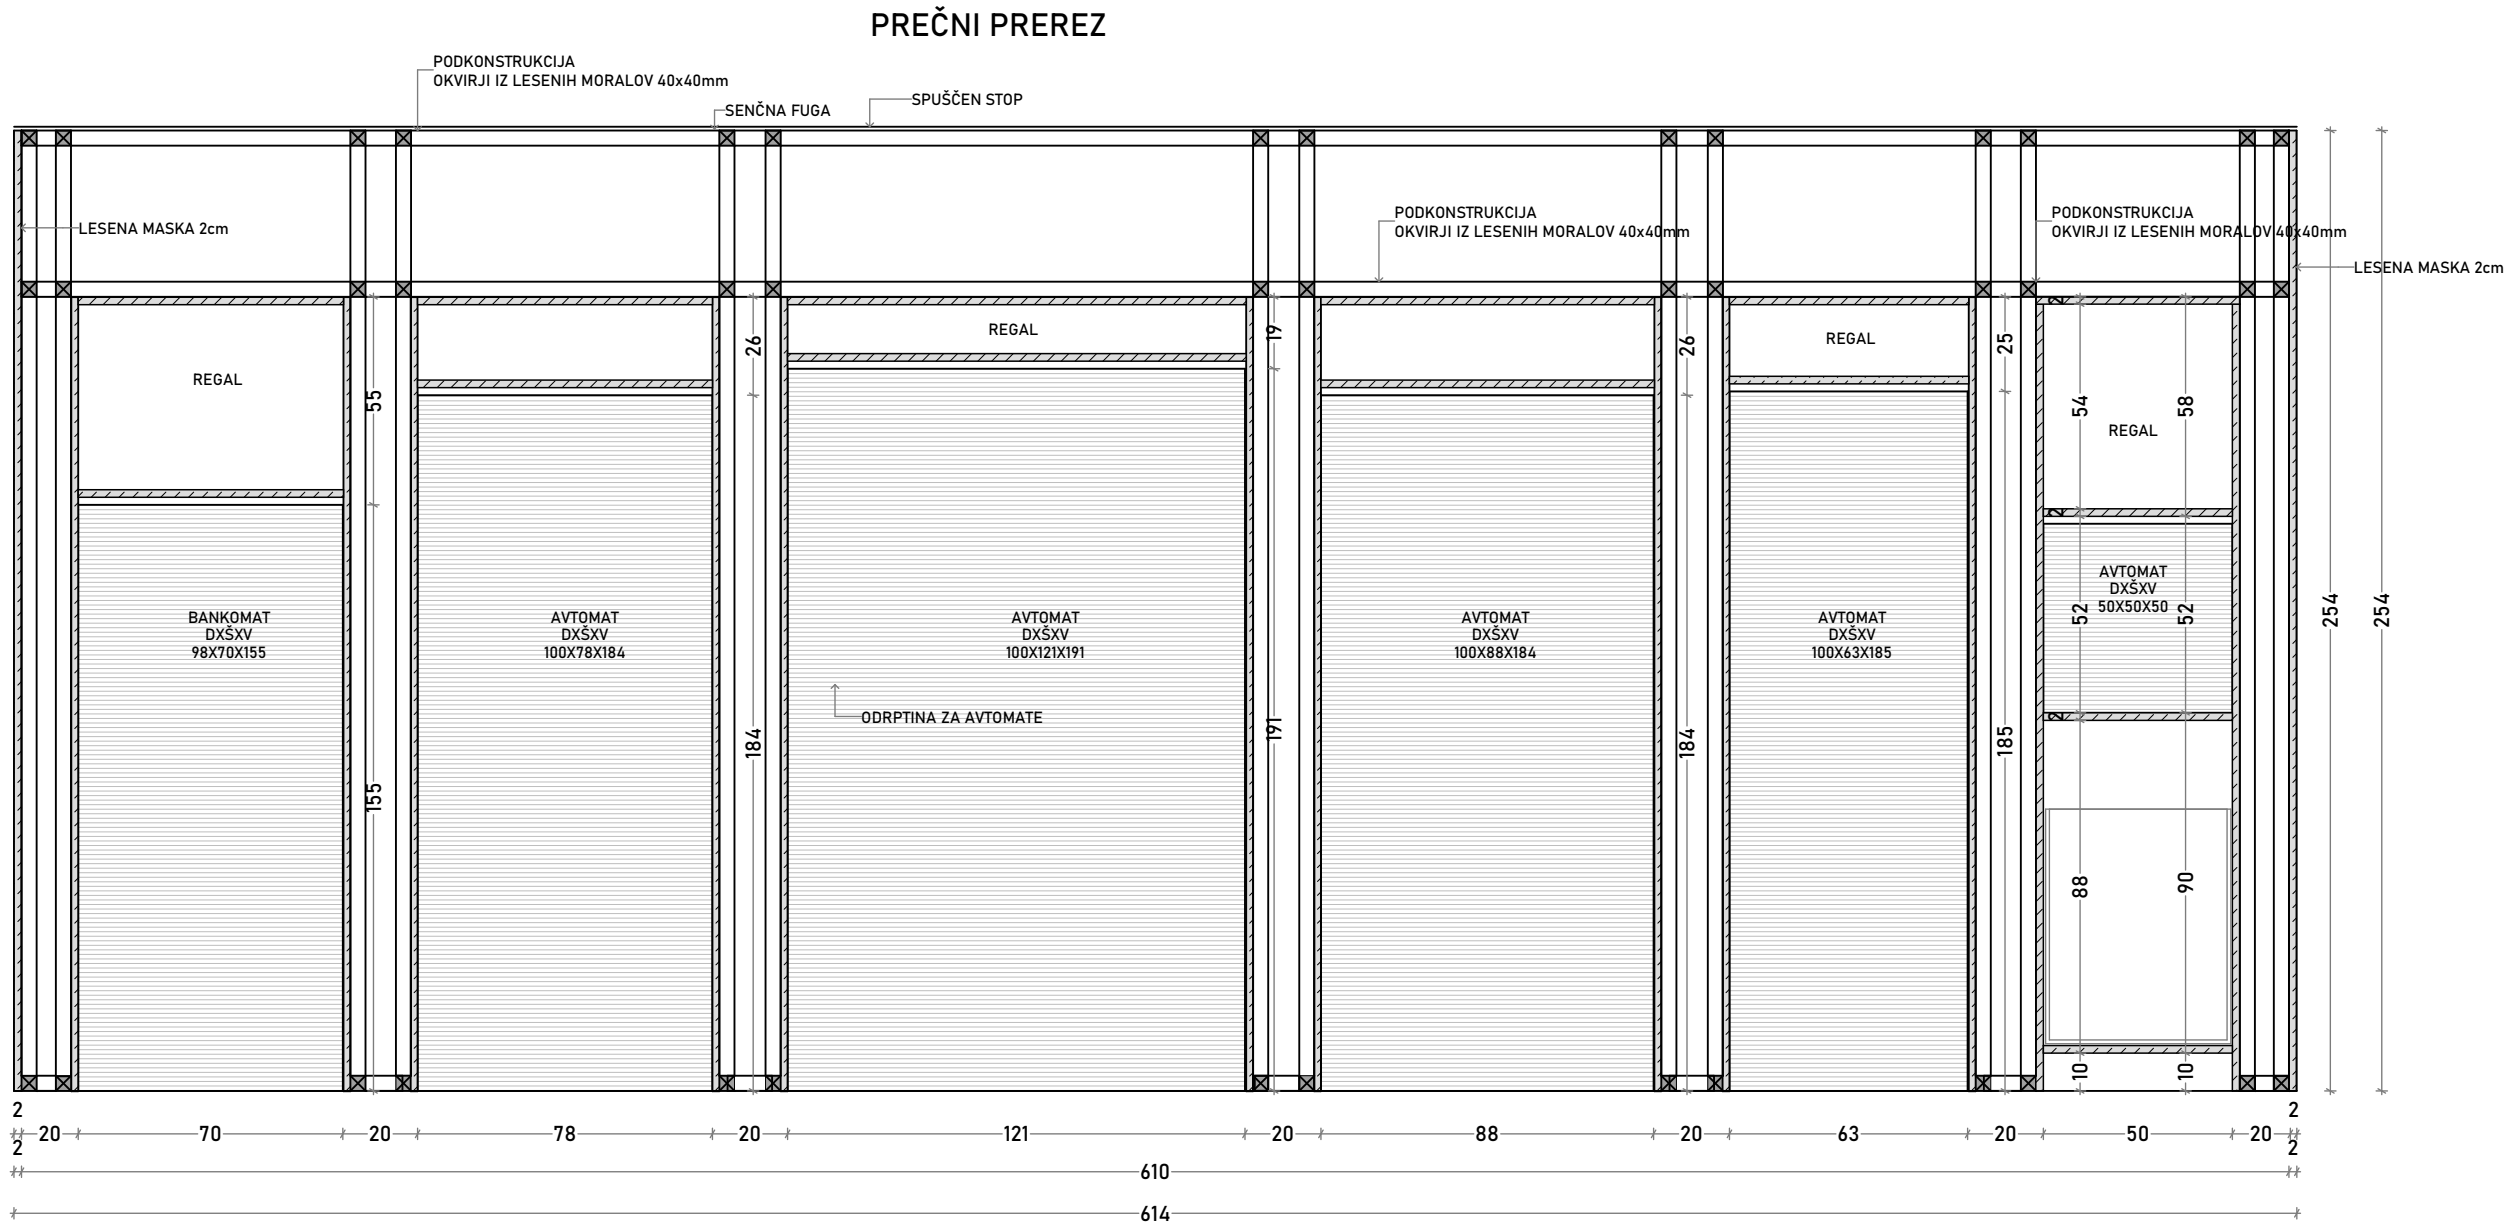 PREČNI PREREZ
PODKONSTRUKCIJA
OKVIRJI IZ LESENIH MORALOV 40x40mm
SENČNA FUGA
SPUŠČEN STOP
LESENA MASKA 2cm
PODKONSTRUKCIJA
OKVIRJI IZ LESENIH MORALOV 40x40mm
PODKONSTRUKCIJA
OKVIRJI IZ LESENIH MORALOV 40x40mm
LESENA MASKA 2cm
REGAL
55
26
REGAL
19
26
REGAL
25
2
54
58
REGAL
2
BANKOMAT
DXŠXV
98X70X155
AVTOMAT
DXŠXV
100X78X184
AVTOMAT
DXŠXV
100X121X191
AVTOMAT
DXŠXV
100X88X184
AVTOMAT
DXŠXV
100X63X185
AVTOMAT
DXŠXV
50X50X50
52
52
254
254
ODRPTINA ZA AVTOMATE
155
184
191
184
185
2
88
90
10
10
2
2
20
70
20
78
20
121
20
88
20
63
20
50
20
2
2
610
614